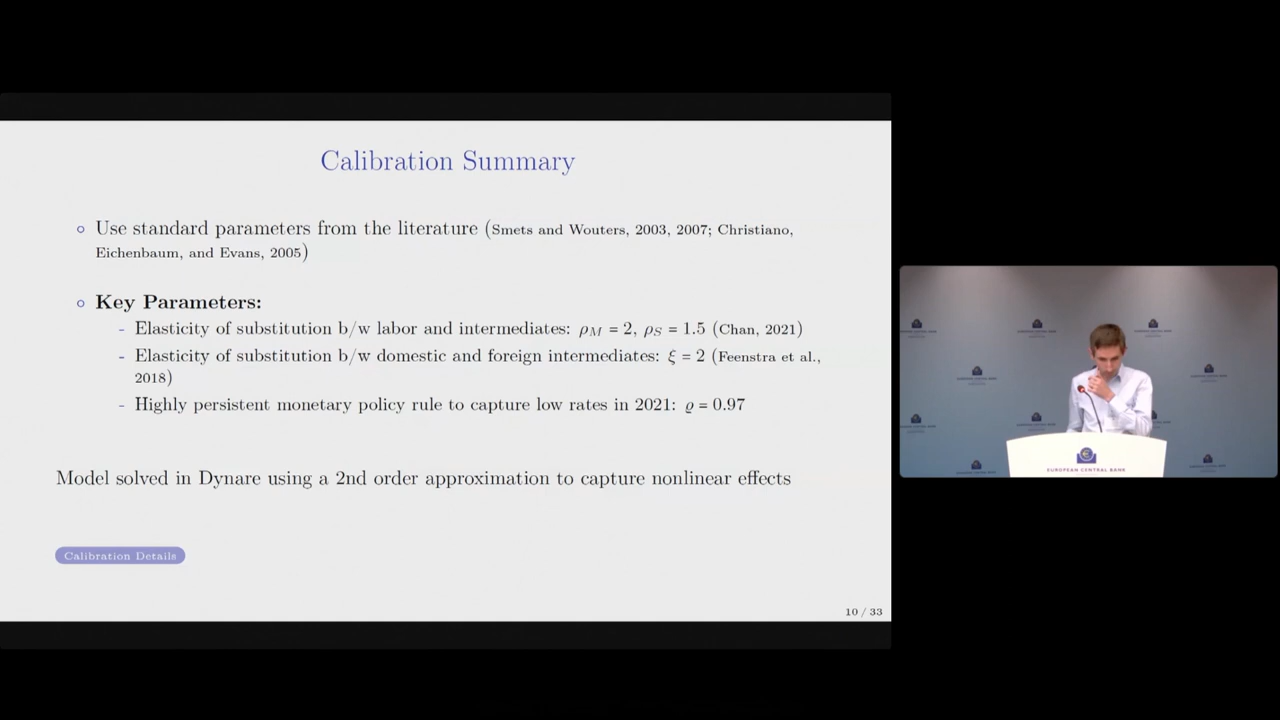 Calibration Summary
Use standard parameters from the literature (Smets and Wouters, 2003, 2007; Christiano,
Eichenbaum, and Evans, 2005)
Key Parameters:
- Elasticity of substitution b/w labor and intermediates: ρ_M = 2, ρ_S = 1.5 (Chan, 2021)
- Elasticity of substitution b/w domestic and foreign intermediates: ξ = 2 (Feenstra et al.,
2018)
- Highly persistent monetary policy rule to capture low rates in 2021: ϱ = 0.97
Model solved in Dynare using a 2nd order approximation to capture nonlinear effects
Calibration Details
10 / 33
EUROPEAN CENTRAL BANK